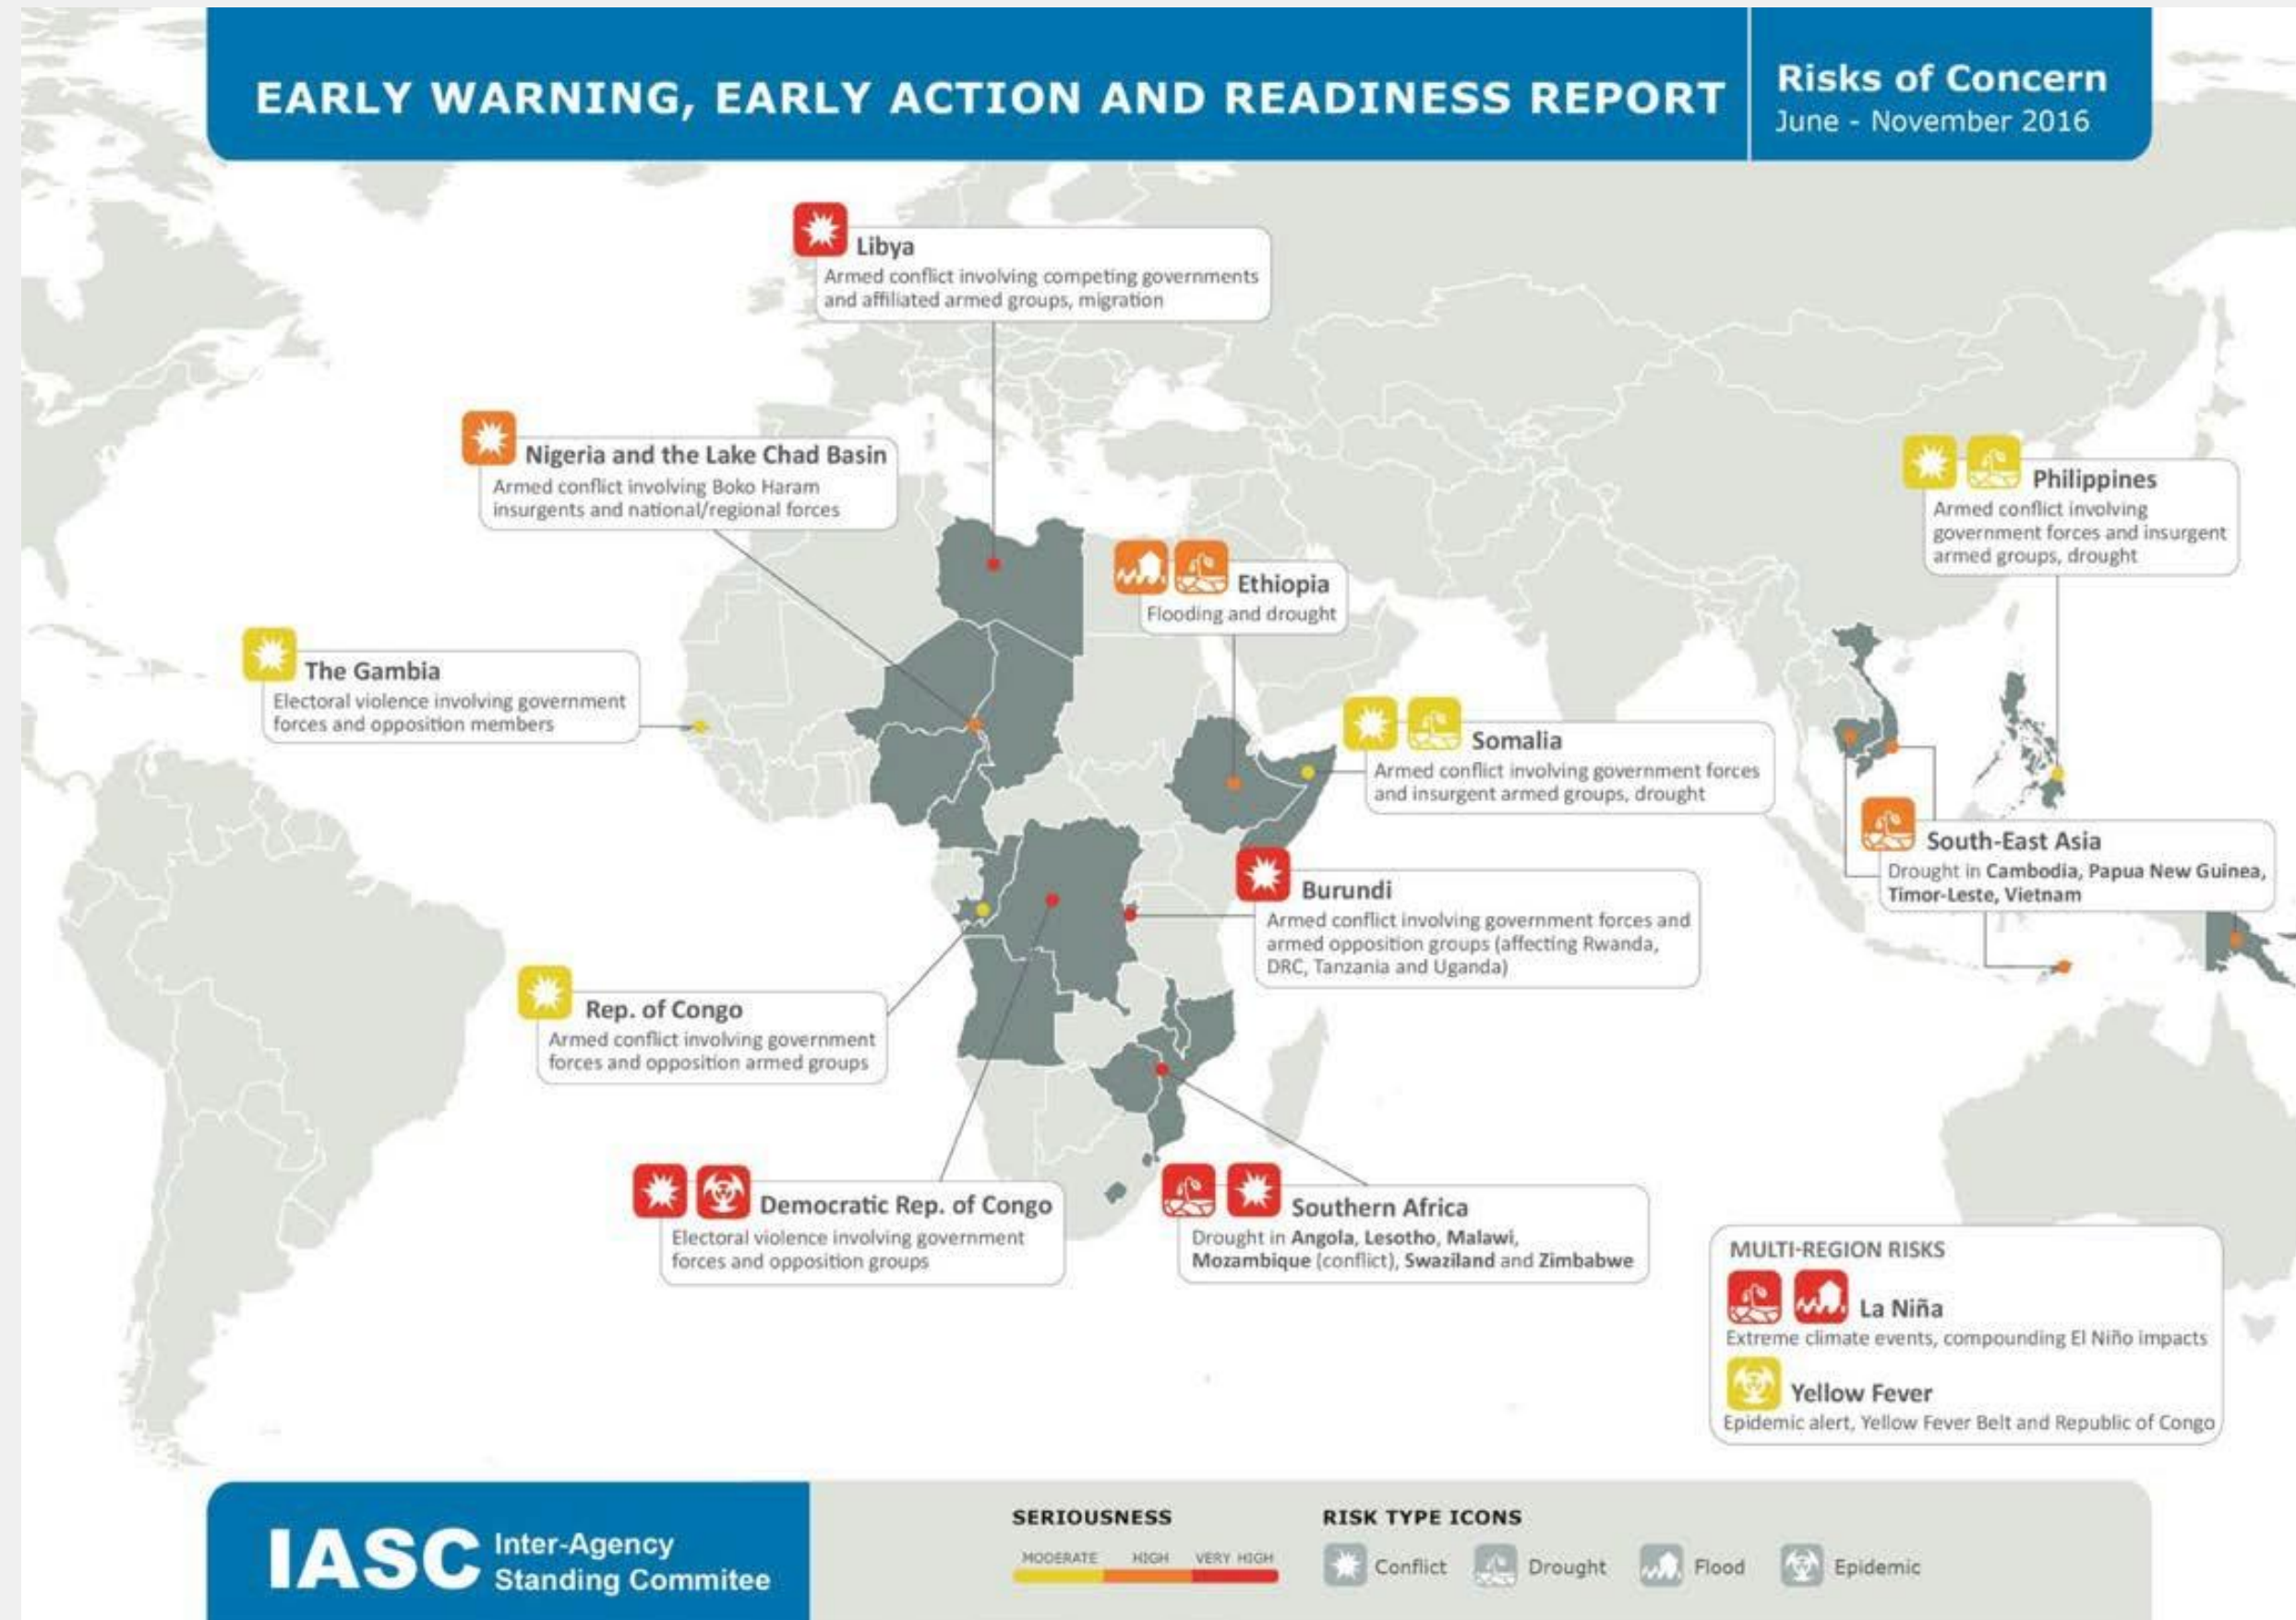 EARLY WARNING, EARLY ACTION AND READINESS REPORT
Risks of Concern
June - November 2016
Libya
Armed conflict involving competing governments
and affiliated armed groups, migration
Nigeria and the Lake Chad Basin
Armed conflict involving Boko Haram
insurgents and national/regional forces
Philippines
Armed conflict involving
government forces and insurgent
armed groups, drought
Ethiopia
Flooding and drought
The Gambia
Electoral violence involving government
forces and opposition members
Somalia
Armed conflict involving government forces
and insurgent armed groups, drought
South-East Asia
Drought in Cambodia, Papua New Guinea,
Timor-Leste, Vietnam
Burundi
Armed conflict involving government forces and
armed opposition groups (affecting Rwanda,
DRC, Tanzania and Uganda)
Rep. of Congo
Armed conflict involving government
forces and opposition armed groups
Democratic Rep. of Congo
Electoral violence involving government
forces and opposition groups
Southern Africa
Drought in Angola, Lesotho, Malawi,
Mozambique (conflict), Swaziland and Zimbabwe
MULTI-REGION RISKS
La Niña
Extreme climate events, compounding El Niño impacts
Yellow Fever
Epidemic alert, Yellow Fever Belt and Republic of Congo
IASC Inter-Agency
Standing Commitee
SERIOUSNESS
MODERATE HIGH VERY HIGH
RISK TYPE ICONS
Conflict Drought Flood Epidemic